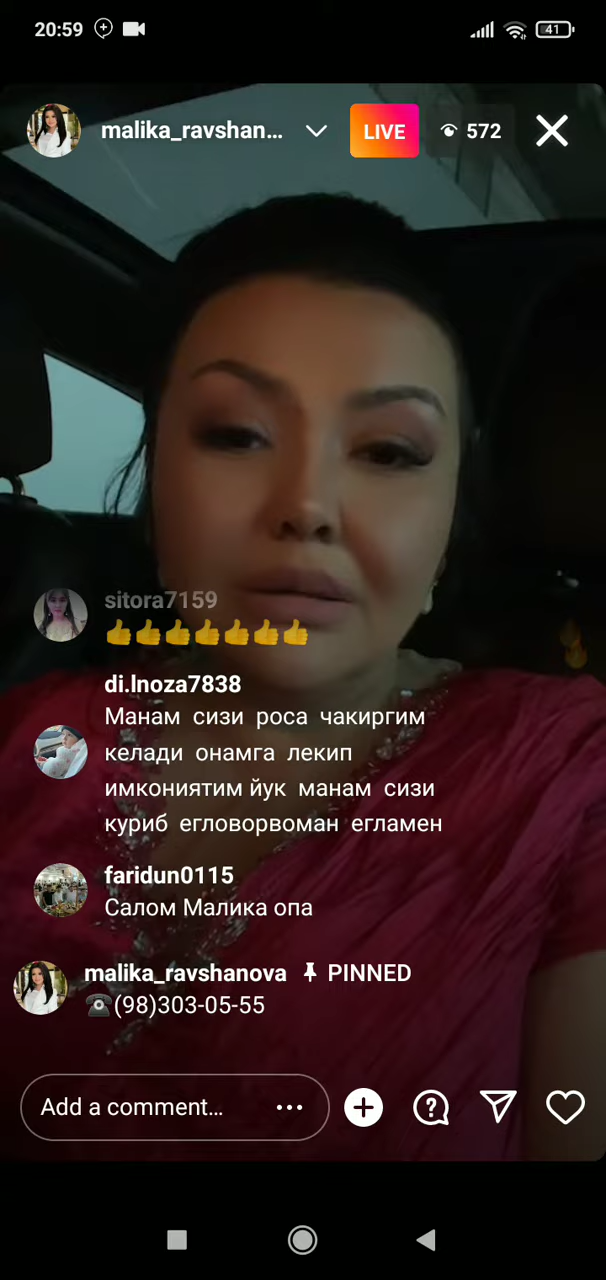 20:59
41
malika_ravshan...
LIVE
572
sitora7159
👍👍👍👍👍👍👍
di.lnoza7838
Манам сизи роса чакиргим
келади онамга лекип
имкониятим йук манам сизи
куриб егловорвоман егламен
faridun0115
Салом Малика опа
malika_ravshanova PINNED
☎(98)303-05-55
Add a comment...